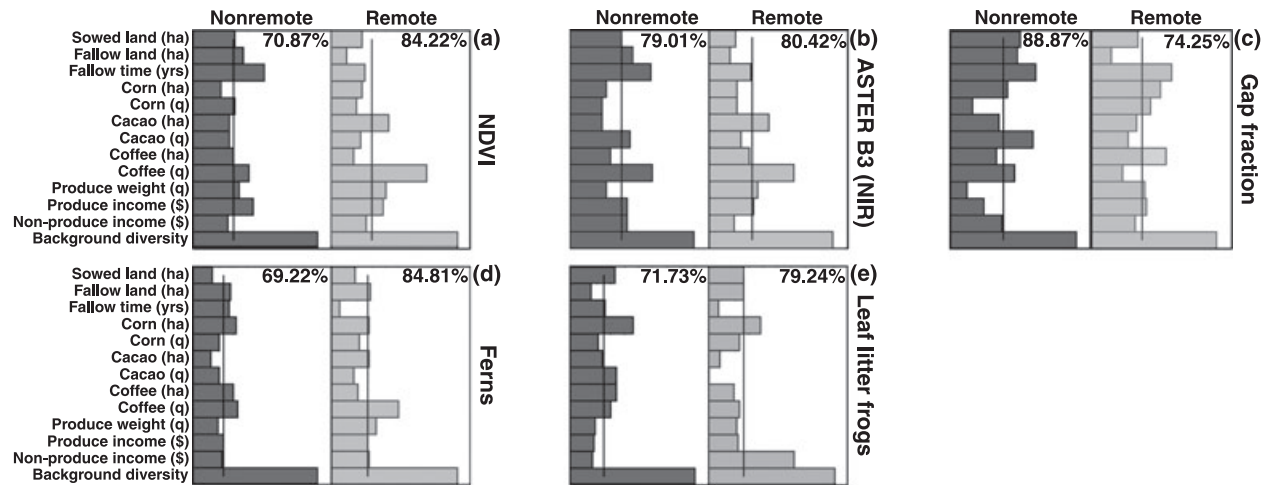 Nonremote Remote
Nonremote Remote
Nonremote Remote
Sowed land (ha) 70.87% 84.22% (a)
79.01% 80.42% (b)
88.87% 74.25% (c)
Fallow land (ha)
Fallow time (yrs)
Corn (ha)
Corn (q)
Cacao (ha)
Cacao (q)
Coffee (ha)
Coffee (q)
Produce weight (q)
Produce income ($)
Non-produce income ($)
Background diversity
NDVI
ASTER B3 (NIR)
Gap fraction
Sowed land (ha) 69.22% 84.81% (d)
71.73% 79.24% (e)
Fallow land (ha)
Fallow time (yrs)
Corn (ha)
Corn (q)
Cacao (ha)
Cacao (q)
Coffee (ha)
Coffee (q)
Produce weight (q)
Produce income ($)
Non-produce income ($)
Background diversity
Ferns
Leaf litter frogs